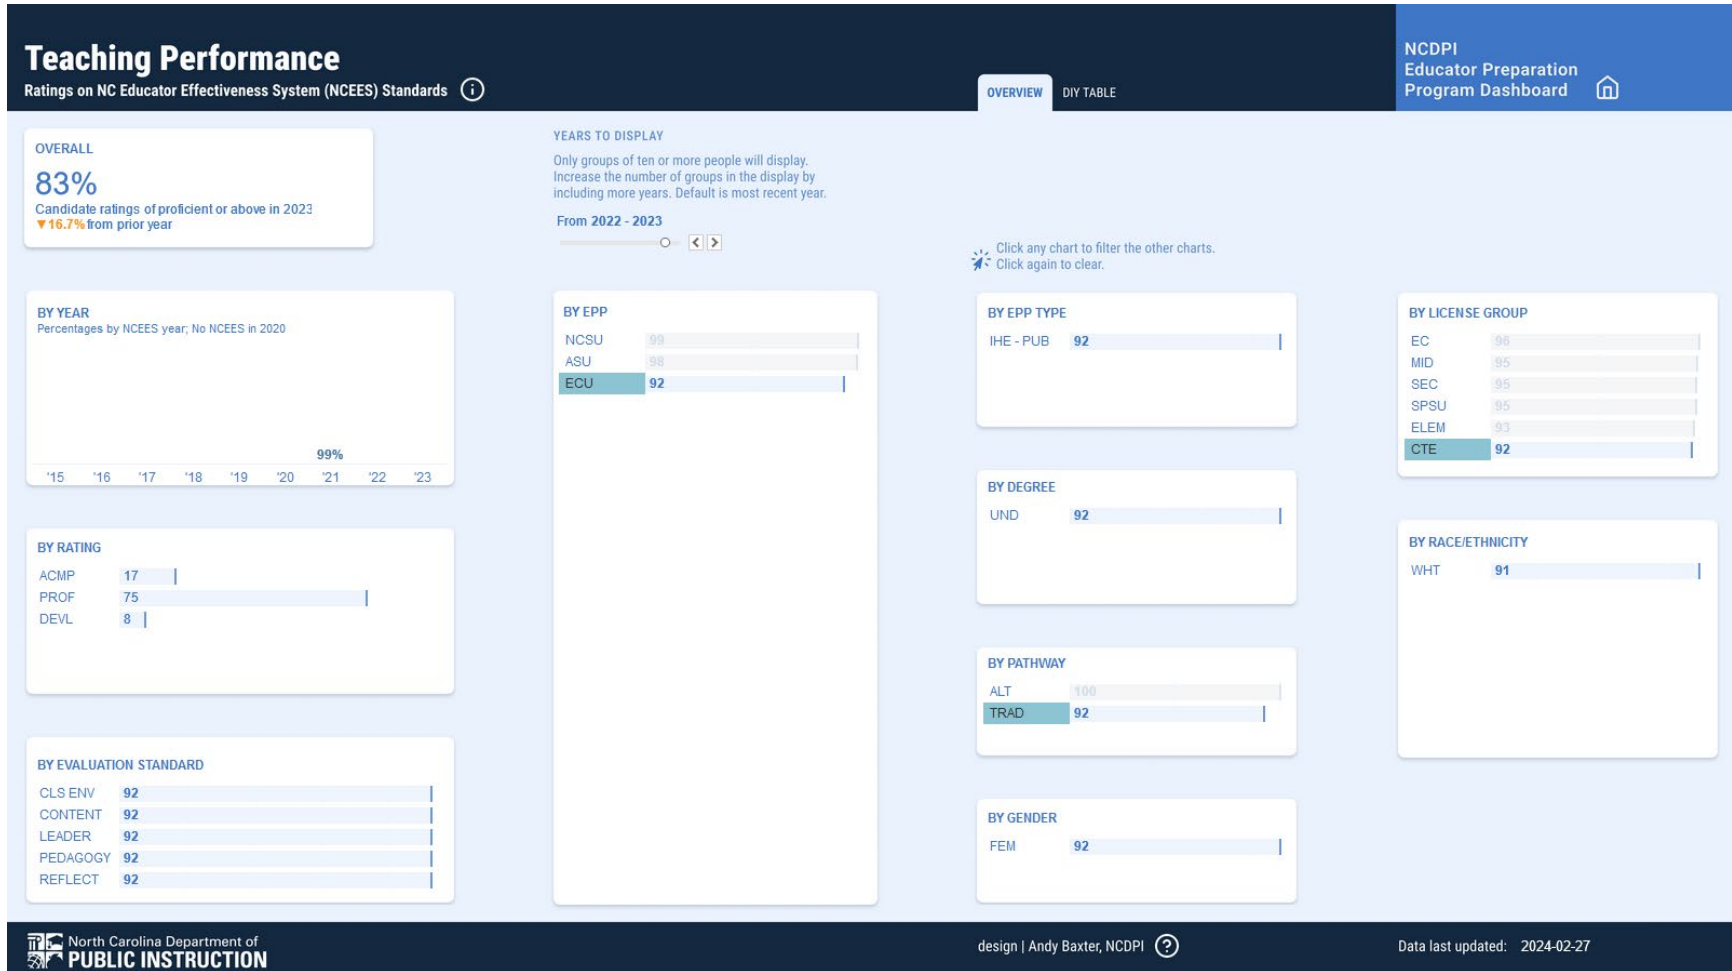 Teaching Performance
Ratings on NC Educator Effectiveness System (NCEES) Standards
OVERVIEW
DIY TABLE
NCDPI
Educator Preparation
Program Dashboard
OVERALL
83%
Candidate ratings of proficient or above in 2023
▼16.7% from prior year
YEARS TO DISPLAY
Only groups of ten or more people will display.
Increase the number of groups in the display by
including more years. Default is most recent year.
From 2022 - 2023
Click any chart to filter the other charts.
Click again to clear.
BY YEAR
Percentages by NCEES year; No NCEES in 2020
99%
'15 '16 '17 '18 '19 '20 '21 '22 '23
BY RATING
ACMP 17
PROF 75
DEVL 8
BY EVALUATION STANDARD
CLS ENV 92
CONTENT 92
LEADER 92
PEDAGOGY 92
REFLECT 92
BY EPP
NCSU 99
ASU 98
ECU 92
BY EPP TYPE
IHE - PUB 92
BY DEGREE
UND 92
BY PATHWAY
ALT 100
TRAD 92
BY GENDER
FEM 92
BY LICENSE GROUP
EC 96
MID 95
SEC 95
SPSU 95
ELEM 93
CTE 92
BY RACE/ETHNICITY
WHT 91
North Carolina Department of
PUBLIC INSTRUCTION
design | Andy Baxter, NCDPI
Data last updated: 2024-02-27